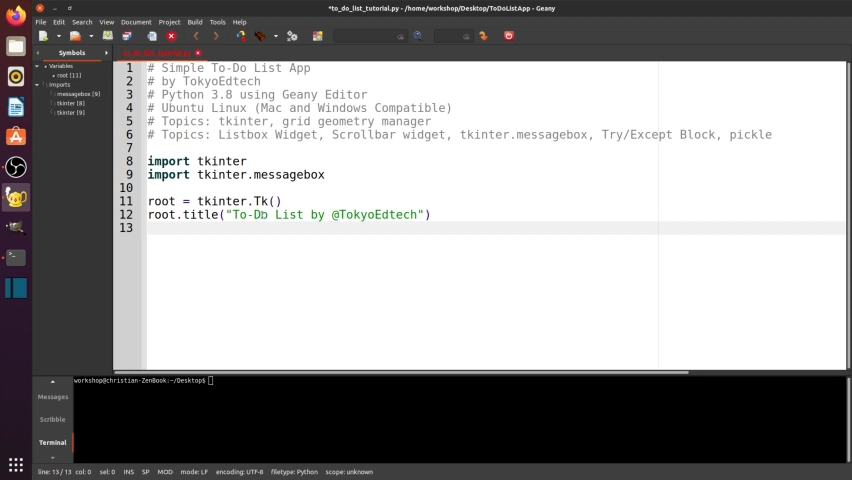 *to_do_list_tutorial.py - /home/workshop/Desktop/ToDoListApp - Geany
File Edit Search View Document Project Build Tools Help
Symbols
to_do_list_tutorial.py
Variables
root [11]
Imports
messagebox [9]
tkinter [8]
tkinter [9]
1 # Simple To-Do List App
2 # by TokyoEdtech
3 # Python 3.8 using Geany Editor
4 # Ubuntu Linux (Mac and Windows Compatible)
5 # Topics: tkinter, grid geometry manager
6 # Topics: Listbox Widget, Scrollbar widget, tkinter.messagebox, Try/Except Block, pickle
7
8 import tkinter
9 import tkinter.messagebox
10
11 root = tkinter.Tk()
12 root.title("To-Do List by @TokyoEdtech")
13
Messages
Scribble
Terminal
workshop@christian-ZenBook:~/Desktop$
line: 13 / 13 col: 0 sel: 0 INS SP MOD mode: LF encoding: UTF-8 filetype: Python scope: unknown